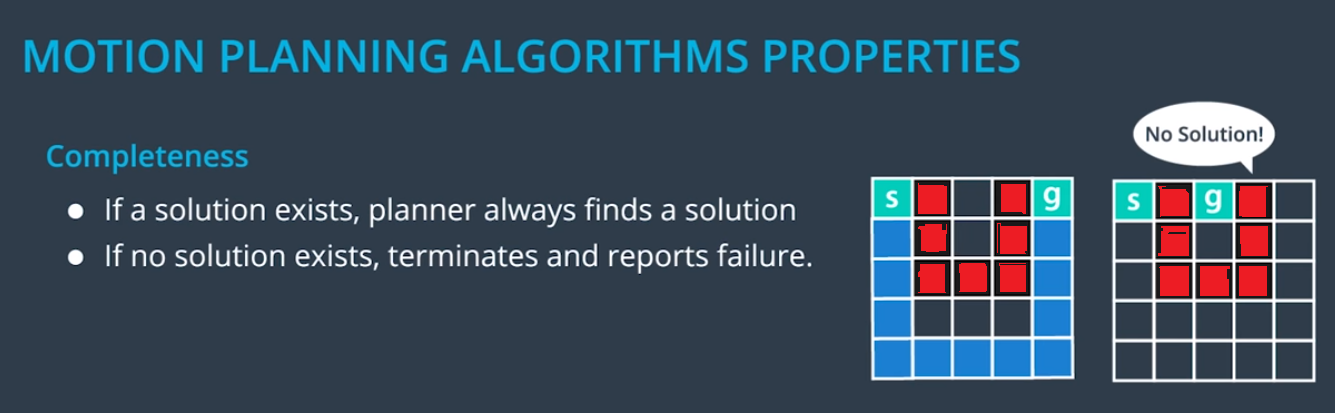 MOTION PLANNING ALGORITHMS PROPERTIES
Completeness
● If a solution exists, planner always finds a solution
● If no solution exists, terminates and reports failure.
s g
No Solution!
s g